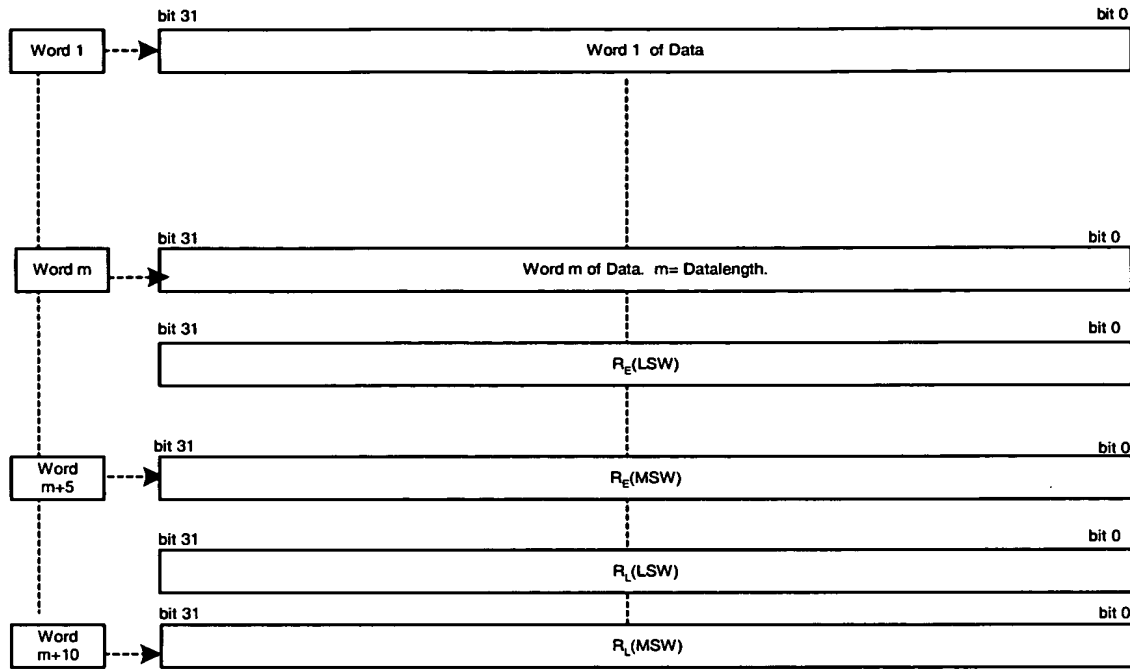 bit 31 bit 0
Word 1 Word 1 of Data
bit 31 bit 0
Word m Word m of Data. m= Datalength.
bit 31 bit 0
R_E(LSW)
bit 31 bit 0
Word
m+5
R_E(MSW)
bit 31 bit 0
R_L(LSW)
bit 31 bit 0
Word
m+10
R_L(MSW)